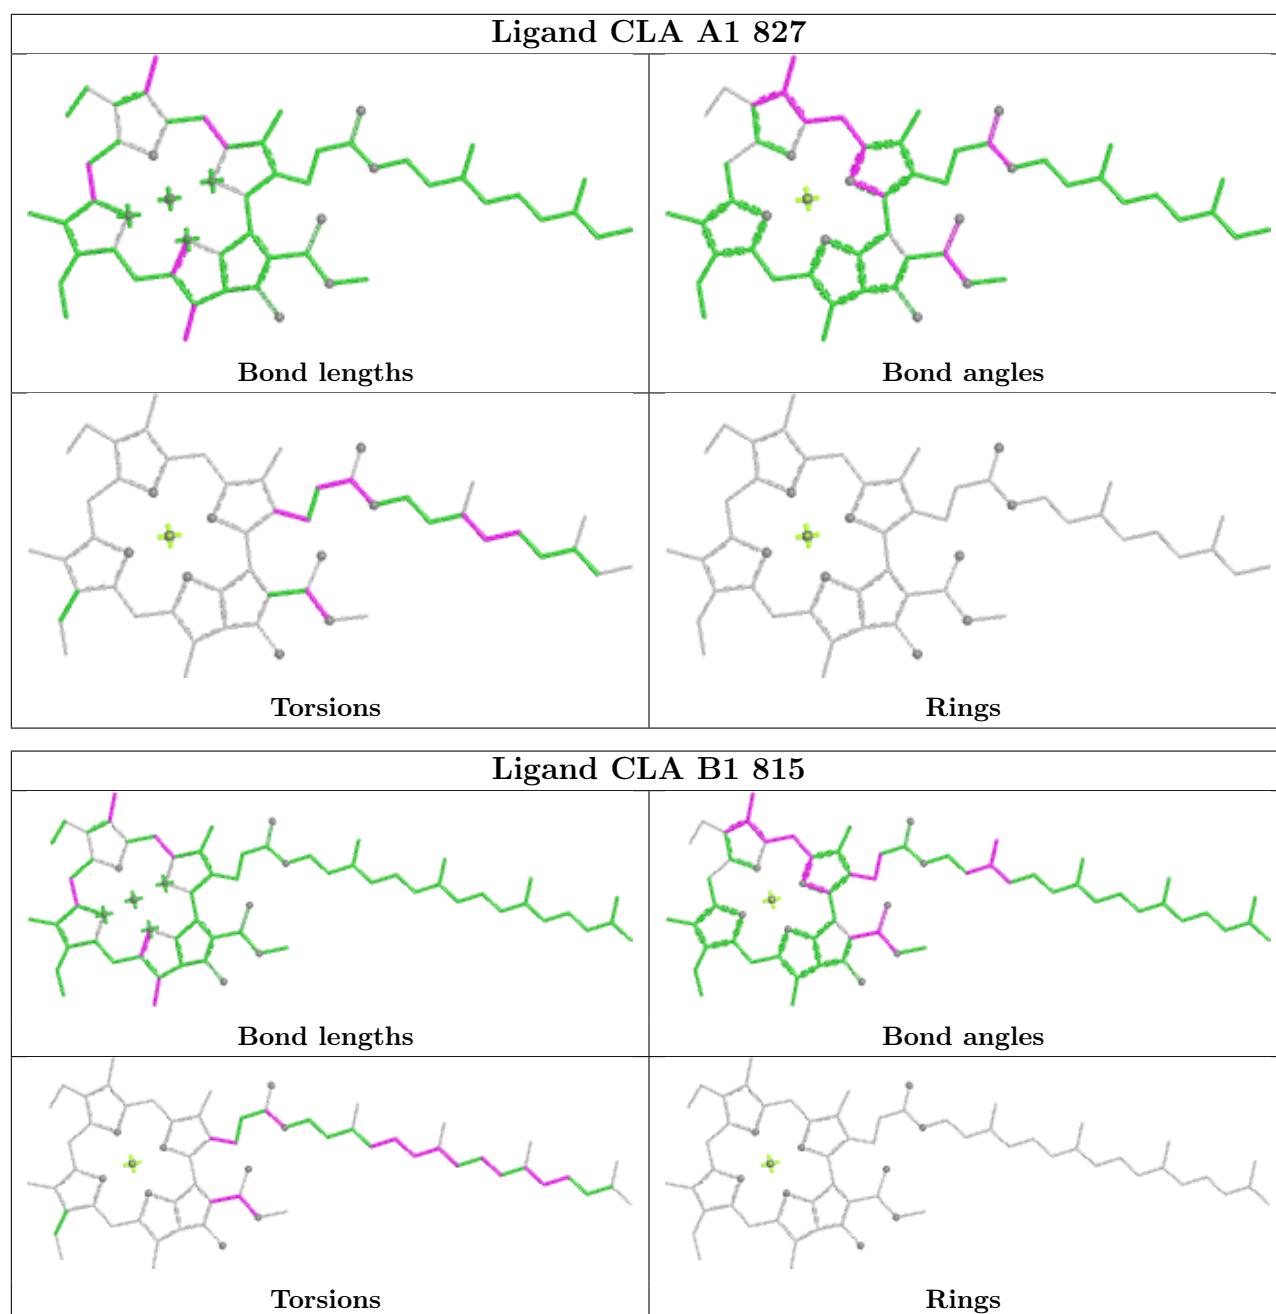 Ligand CLA A1 827
Bond lengths
Bond angles
Torsions
Rings
Ligand CLA B1 815
Bond lengths
Bond angles
Torsions
Rings